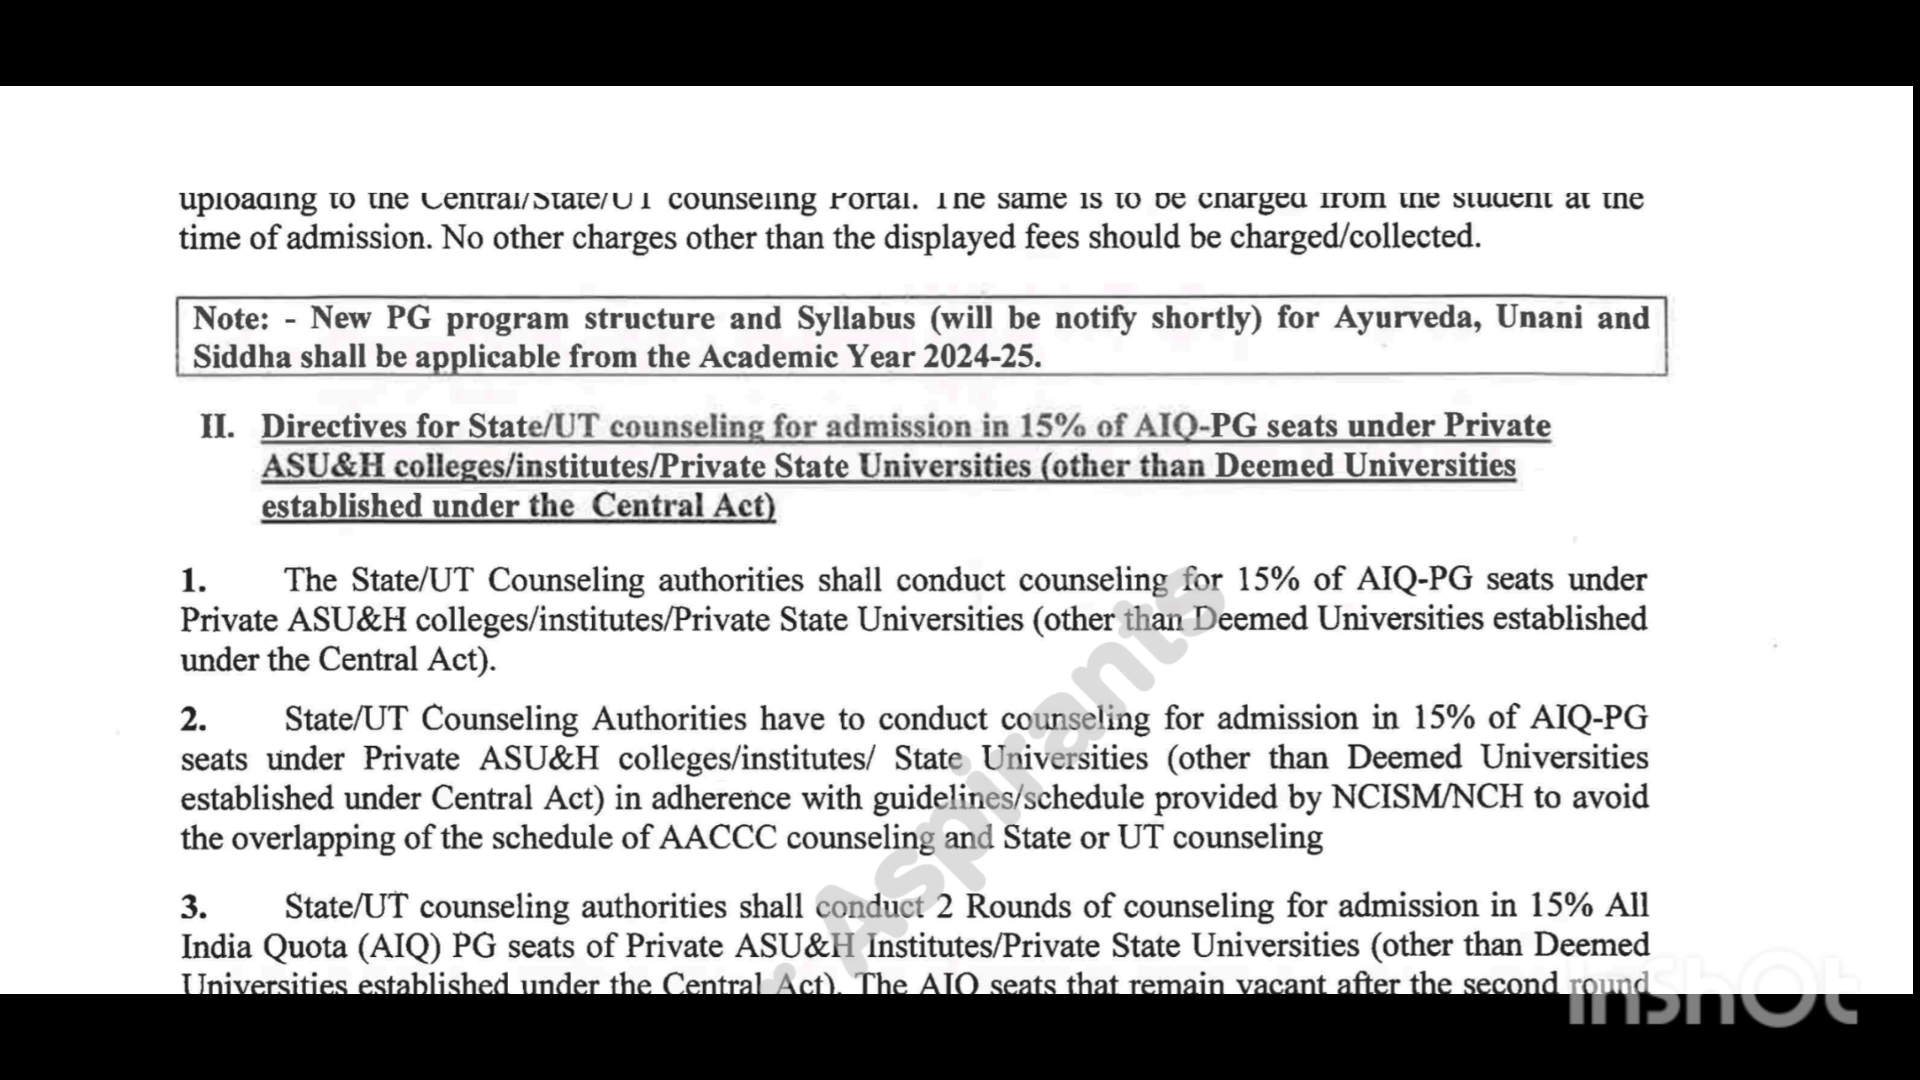 uploading to the Central/State/UT counseling Portal. The same is to be charged from the student at the
time of admission. No other charges other than the displayed fees should be charged/collected.
Note: - New PG program structure and Syllabus (will be notify shortly) for Ayurveda, Unani and
Siddha shall be applicable from the Academic Year 2024-25.
II. Directives for State/UT counseling for admission in 15% of AIQ-PG seats under Private
ASU&H colleges/institutes/Private State Universities (other than Deemed Universities
established under the Central Act)
1. The State/UT Counseling authorities shall conduct counseling for 15% of AIQ-PG seats under
Private ASU&H colleges/institutes/Private State Universities (other than Deemed Universities established
under the Central Act).
2. State/UT Counseling Authorities have to conduct counseling for admission in 15% of AIQ-PG
seats under Private ASU&H colleges/institutes/ State Universities (other than Deemed Universities
established under Central Act) in adherence with guidelines/schedule provided by NCISM/NCH to avoid
the overlapping of the schedule of AACCC counseling and State or UT counseling
3. State/UT counseling authorities shall conduct 2 Rounds of counseling for admission in 15% All
India Quota (AIQ) PG seats of Private ASU&H Institutes/Private State Universities (other than Deemed
Universities established under the Central Act). The AIQ seats that remain vacant after the second round
Aspirants
InShOt